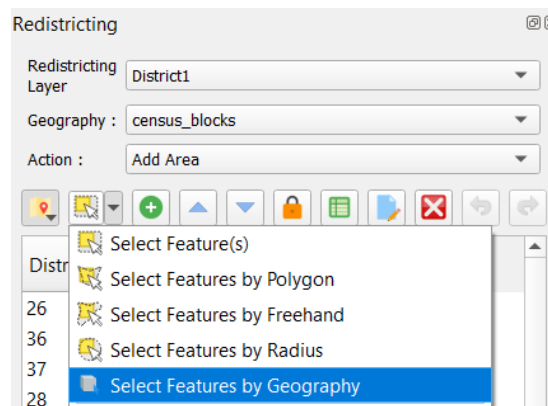 Redistricting
Redistricting
Layer
District1
Geography :
census_blocks
Action :
Add Area
Select Feature(s)
Distr
Select Features by Polygon
26
Select Features by Freehand
36
Select Features by Radius
37
Select Features by Geography
28